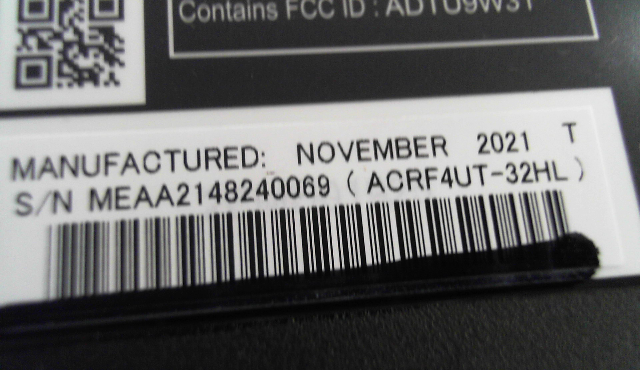 Contains FCC ID : ADTU9W31
MANUFACTURED: NOVEMBER 2021 T
S/N MEAA2148240069 ( ACRF4UT-32HL )